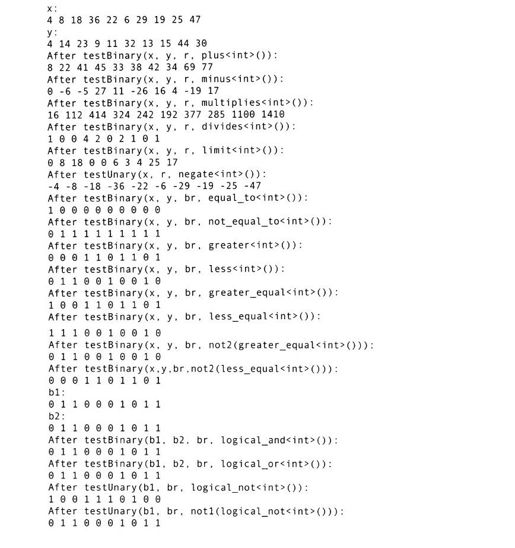 x:
4 8 18 36 22 6 29 19 25 47
y:
4 14 23 9 11 32 13 15 44 30
After testBinary(x, y, r, plus<int>()):
8 22 41 45 33 38 42 34 69 77
After testBinary(x, y, r, minus<int>()):
0 -6 -5 27 11 -26 16 4 -19 17
After testBinary(x, y, r, multiplies<int>()):
16 112 414 324 242 192 377 285 1100 1410
After testBinary(x, y, r, divides<int>()):
1 0 0 4 2 0 2 1 0 1
After testBinary(x, y, r, limit<int>()):
0 8 18 0 0 6 3 4 25 17
After testUnary(x, r, negate<int>()):
-4 -8 -18 -36 -22 -6 -29 -19 -25 -47
After testBinary(x, y, br, equal_to<int>()):
1 0 0 0 0 0 0 0 0 0
After testBinary(x, y, br, not_equal_to<int>()):
0 1 1 1 1 1 1 1 1 1
After testBinary(x, y, br, greater<int>()):
0 0 0 1 1 0 1 1 0 1
After testBinary(x, y, br, less<int>()):
0 1 1 0 0 1 0 0 1 0
After testBinary(x, y, br, greater_equal<int>()):
1 0 0 1 1 0 1 1 0 1
After testBinary(x, y, br, less_equal<int>()):
1 1 1 0 0 1 0 0 1 0
After testBinary(x, y, br, not2(greater_equal<int>())):
0 1 1 0 0 1 0 0 1 0
After testBinary(x,y,br,not2(less_equal<int>())):
0 0 0 1 1 0 1 1 0 1
b1:
0 1 1 0 0 0 1 0 1 1
b2:
0 1 1 0 0 0 1 0 1 1
After testBinary(b1, b2, br, logical_and<int>()):
0 1 1 0 0 0 1 0 1 1
After testBinary(b1, b2, br, logical_or<int>()):
0 1 1 0 0 0 1 0 1 1
After testUnary(b1, br, logical_not<int>()):
1 0 0 1 1 1 0 1 0 0
After testUnary(b1, br, not1(logical_not<int>())):
0 1 1 0 0 0 1 0 1 1